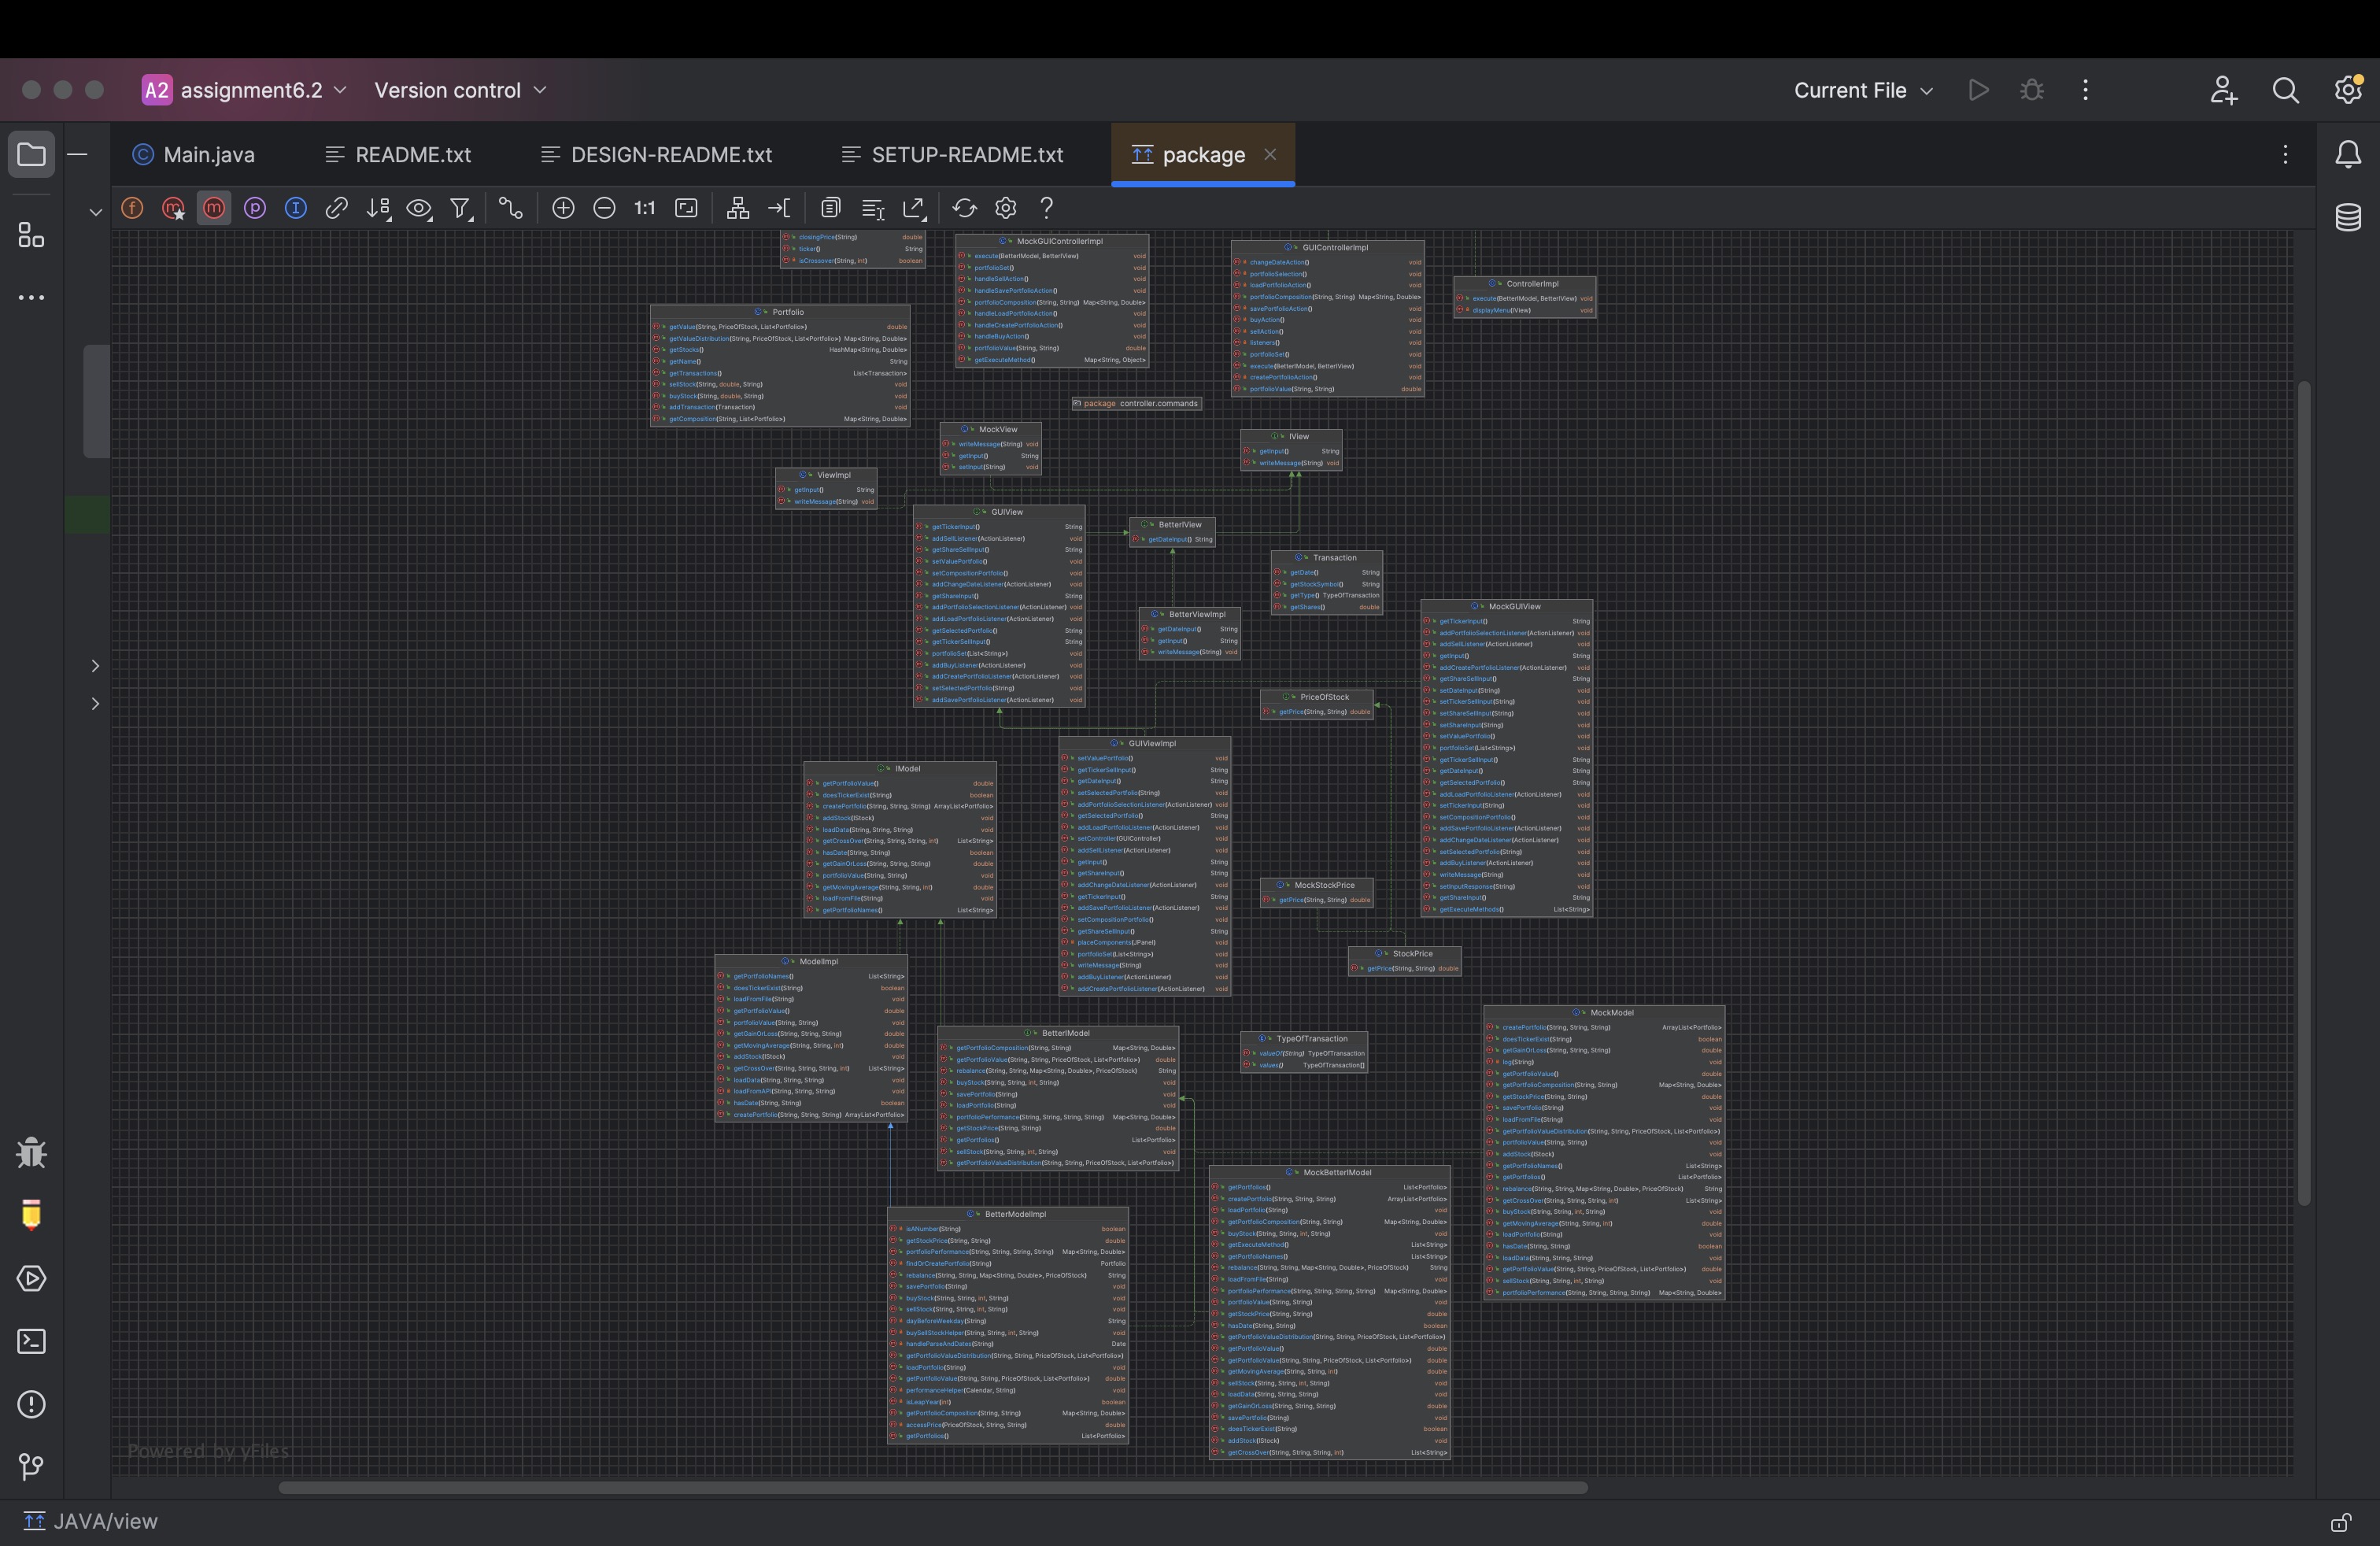 A2 assignment6.2 Version control Current File
Main.java README.txt DESIGN-README.txt SETUP-README.txt package
f m m p I 1:1 ?
closingPrice(String) double
ticker() String
isCrossover(String, int) boolean
MockGUIControllerImpl
execute(BetterIModel, BetterIView) void
portfolioSet() void
handleSellAction() void
handleSavePortfolioAction() void
portfolioComposition(String, String) Map<String, Double>
handleLoadPortfolioAction() void
handleCreatePortfolioAction() void
handleBuyAction() void
portfolioValue(String, String) double
getExecuteMethod() Map<String, Object>
GUIControllerImpl
changeDateAction() void
portfolioSelection() void
loadPortfolioAction() void
portfolioComposition(String, String) Map<String, Double>
savePortfolioAction() void
buyAction() void
sellAction() void
listeners() void
portfolioSet() void
execute(BetterIModel, BetterIView) void
createPortfolioAction() void
portfolioValue(String, String) double
ControllerImpl
execute(BetterIModel, BetterIView) void
displayMenu(IView) void
Portfolio
getValue(String, PriceOfStock, List<Portfolio>) double
getValueDistribution(String, PriceOfStock, List<Portfolio>) Map<String, Double>
getStocks() HashMap<String, Double>
getName() String
getTransactions() List<Transaction>
sellStock(String, double, String) void
buyStock(String, double, String) void
addTransaction(Transaction) void
getComposition(String, List<Portfolio>) Map<String, Double>
package controller.commands
MockView
writeMessage(String) void
getInput() String
setInput(String) void
IView
getInput() String
writeMessage(String) void
ViewImpl
getInput() String
writeMessage(String) void
GUIView
getTickerInput() String
addSellListener(ActionListener) void
getShareSellInput() String
setValuePortfolio() void
setCompositionPortfolio() void
addChangeDateListener(ActionListener) void
getShareInput() String
addPortfolioSelectionListener(ActionListener) void
addLoadPortfolioListener(ActionListener) void
getSelectedPortfolio() String
getTickerSellInput() String
portfolioSet(List<String>) void
addBuyListener(ActionListener) void
addCreatePortfolioListener(ActionListener) void
setSelectedPortfolio(String) void
addSavePortfolioListener(ActionListener) void
BetterIView
getDateInput() String
Transaction
getDate() String
getStockSymbol() String
getType() TypeOfTransaction
getShares() double
BetterViewImpl
getDateInput() String
getInput() String
writeMessage(String) void
MockGUIView
getTickerInput() String
addPortfolioSelectionListener(ActionListener) void
addSellListener(ActionListener) void
getInput() String
addCreatePortfolioListener(ActionListener) void
getShareSellInput() String
setDateInput(String) void
setTickerSellInput(String) void
setShareSellInput(String) void
setShareInput(String) void
setValuePortfolio() void
portfolioSet(List<String>) void
getTickerSellInput() String
getDateInput() String
getSelectedPortfolio() String
addLoadPortfolioListener(ActionListener) void
setTickerInput(String) void
setCompositionPortfolio() void
addSavePortfolioListener(ActionListener) void
addChangeDateListener(ActionListener) void
setSelectedPortfolio(String) void
addBuyListener(ActionListener) void
writeMessage(String) void
setInputResponse(String) void
getShareInput() String
getExecuteMethods() List<String>
PriceOfStock
getPrice(String, String) double
GUIViewImpl
setValuePortfolio() void
getTickerSellInput() String
getDateInput() String
setSelectedPortfolio(String) void
addPortfolioSelectionListener(ActionListener) void
getSelectedPortfolio() String
addLoadPortfolioListener(ActionListener) void
setController(GUIController) void
addSellListener(ActionListener) void
getInput() String
getShareInput() String
addChangeDateListener(ActionListener) void
getTickerInput() String
addSavePortfolioListener(ActionListener) void
setCompositionPortfolio() void
getShareSellInput() String
placeComponents(JPanel) void
portfolioSet(List<String>) void
writeMessage(String) void
addBuyListener(ActionListener) void
addCreatePortfolioListener(ActionListener) void
IModel
getPortfolioValue() double
doesTickerExist(String) boolean
createPortfolio(String, String, String) ArrayList<Portfolio>
addStock(IStock) void
loadData(String, String, String) void
getCrossOver(String, String, String, int) List<String>
hasDate(String, String) boolean
getGainOrLoss(String, String, String) double
portfolioValue(String, String) void
getMovingAverage(String, String, int) double
loadFromFile(String) void
getPortfolioNames() List<String>
MockStockPrice
getPrice(String, String) double
StockPrice
getPrice(String, String) double
ModelImpl
getPortfolioNames() List<String>
doesTickerExist(String) boolean
loadFromFile(String) void
getPortfolioValue() double
portfolioValue(String, String) void
getGainOrLoss(String, String, String) double
getMovingAverage(String, String, int) double
addStock(IStock) void
getCrossOver(String, String, String, int) List<String>
loadData(String, String, String) void
loadFromAPI(String, String, String) void
hasDate(String, String) boolean
createPortfolio(String, String, String) ArrayList<Portfolio>
BetterIModel
getPortfolioComposition(String, String) Map<String, Double>
getPortfolioValue(String, String, PriceOfStock, List<Portfolio>) double
rebalance(String, String, Map<String, Double>, PriceOfStock) String
buyStock(String, String, int, String) void
savePortfolio(String) void
loadPortfolio(String) void
portfolioPerformance(String, String, String, String) Map<String, Double>
getStockPrice(String, String) double
getPortfolios() List<Portfolio>
sellStock(String, String, int, String) void
getPortfolioValueDistribution(String, String, PriceOfStock, List<Portfolio>)
TypeOfTransaction
valueOf(String) TypeOfTransaction
values() TypeOfTransaction[]
MockModel
createPortfolio(String, String, String) ArrayList<Portfolio>
doesTickerExist(String) boolean
getGainOrLoss(String, String, String) double
log(String) void
getPortfolioValue() double
getPortfolioComposition(String, String) Map<String, Double>
getStockPrice(String, String) double
savePortfolio(String) void
loadFromFile(String) void
getPortfolioValueDistribution(String, String, PriceOfStock, List<Portfolio>)
portfolioValue(String, String) void
addStock(IStock) void
getPortfolioNames() List<String>
getPortfolios() List<Portfolio>
rebalance(String, String, Map<String, Double>, PriceOfStock) String
getCrossOver(String, String, String, int) List<String>
buyStock(String, String, int, String) void
getMovingAverage(String, String, int) double
loadPortfolio(String) void
hasDate(String, String) boolean
loadData(String, String, String) void
getPortfolioValue(String, String, PriceOfStock, List<Portfolio>) double
sellStock(String, String, int, String) void
portfolioPerformance(String, String, String, String) Map<String, Double>
MockBetterIModel
getPortfolios() List<Portfolio>
createPortfolio(String, String, String) ArrayList<Portfolio>
loadPortfolio(String) void
getPortfolioComposition(String, String) Map<String, Double>
buyStock(String, String, int, String) void
getExecuteMethod() List<String>
getPortfolioNames() List<String>
rebalance(String, String, Map<String, Double>, PriceOfStock) String
loadFromFile(String) void
portfolioPerformance(String, String, String, String) Map<String, Double>
portfolioValue(String, String) void
getStockPrice(String, String) double
hasDate(String, String) boolean
getPortfolioValueDistribution(String, String, PriceOfStock, List<Portfolio>)
getPortfolioValue() double
getPortfolioValue(String, String, PriceOfStock, List<Portfolio>) double
getMovingAverage(String, String, int) double
sellStock(String, String, int, String) void
loadData(String, String, String) void
getGainOrLoss(String, String, String) double
savePortfolio(String) void
doesTickerExist(String) boolean
addStock(IStock) void
getCrossOver(String, String, String, int) List<String>
BetterModelImpl
isANumber(String) boolean
getStockPrice(String, String) double
portfolioPerformance(String, String, String, String) Map<String, Double>
findOrCreatePortfolio(String) Portfolio
rebalance(String, String, Map<String, Double>, PriceOfStock) String
savePortfolio(String) void
buyStock(String, String, int, String) void
sellStock(String, String, int, String) void
dayBeforeWeekday(String) String
buySellStockHelper(String, String, int, String) void
handleParseAndDates(String) Date
getPortfolioValueDistribution(String, String, PriceOfStock, List<Portfolio>)
loadPortfolio(String) void
getPortfolioValue(String, String, PriceOfStock, List<Portfolio>) double
performanceHelper(Calendar, String) void
isLeapYear(int) boolean
getPortfolioComposition(String, String) Map<String, Double>
accessPrice(PriceOfStock, String, String) double
getPortfolios() List<Portfolio>
Powered by yFiles
JAVA/view